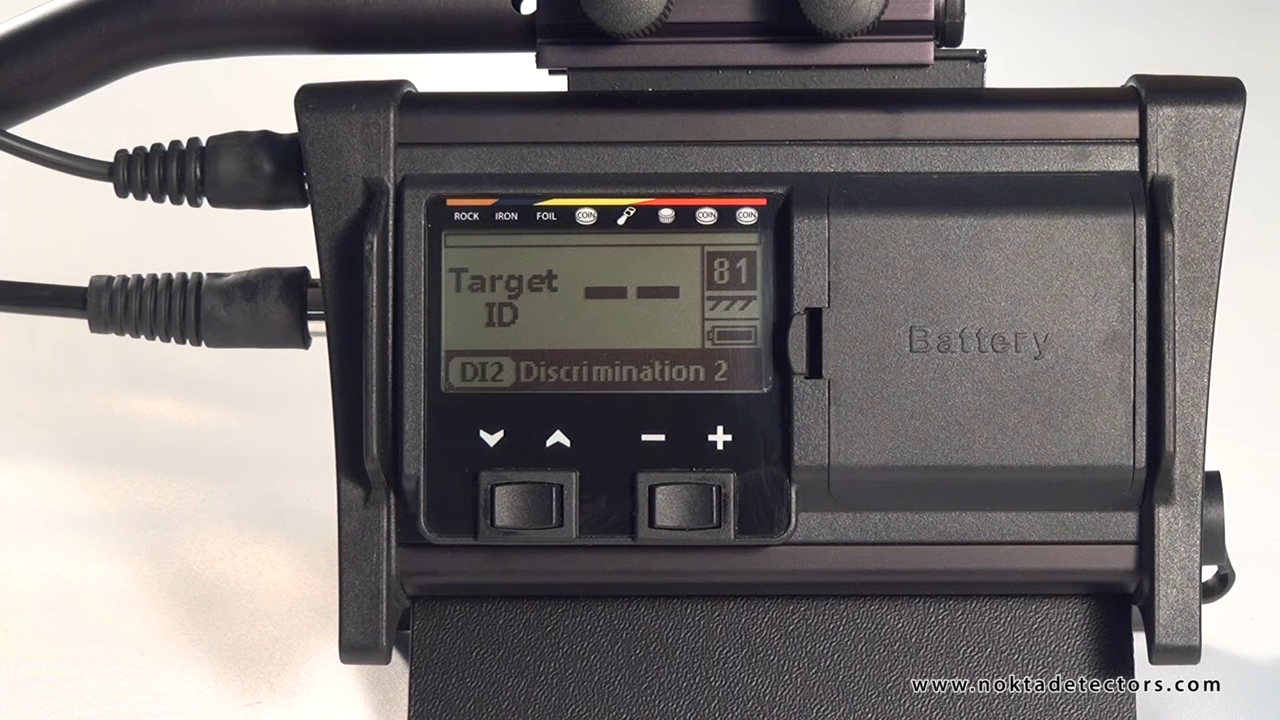 ROCK IRON FOIL COIN COIN COIN
Target -- 81
ID
DI2 Discrimination 2
Battery
www.noktadetectors.com